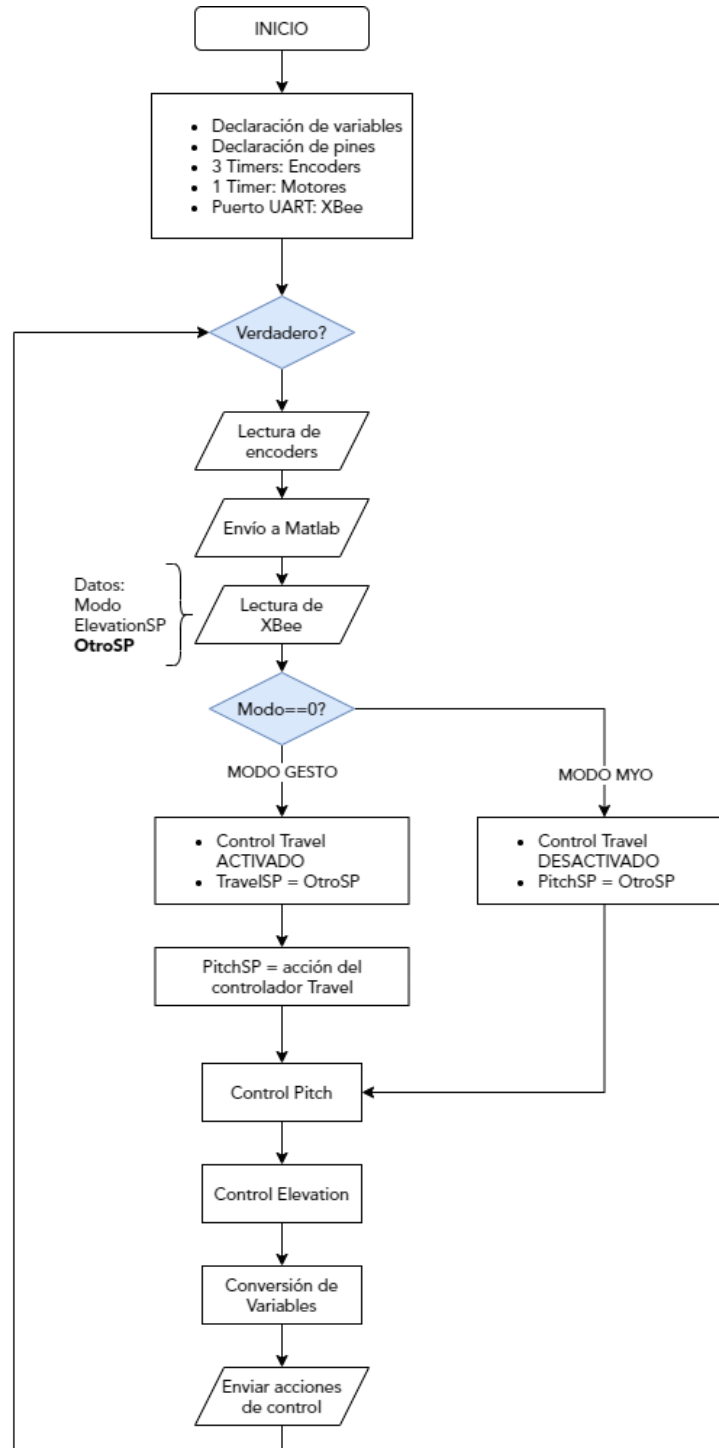 INICIO
• Declaración de variables
• Declaración de pines
• 3 Timers: Encoders
• 1 Timer: Motores
• Puerto UART: XBee
Verdadero?
Lectura de
encoders
Envío a Matlab
Datos:
Modo
ElevationSP
OtroSP
Lectura de
XBee
Modo==0?
MODO GESTO
MODO MYO
• Control Travel
ACTIVADO
• TravelSP = OtroSP
• Control Travel
DESACTIVADO
• PitchSP = OtroSP
PitchSP = acción del
controlador Travel
Control Pitch
Control Elevation
Conversión de
Variables
Enviar acciones
de control